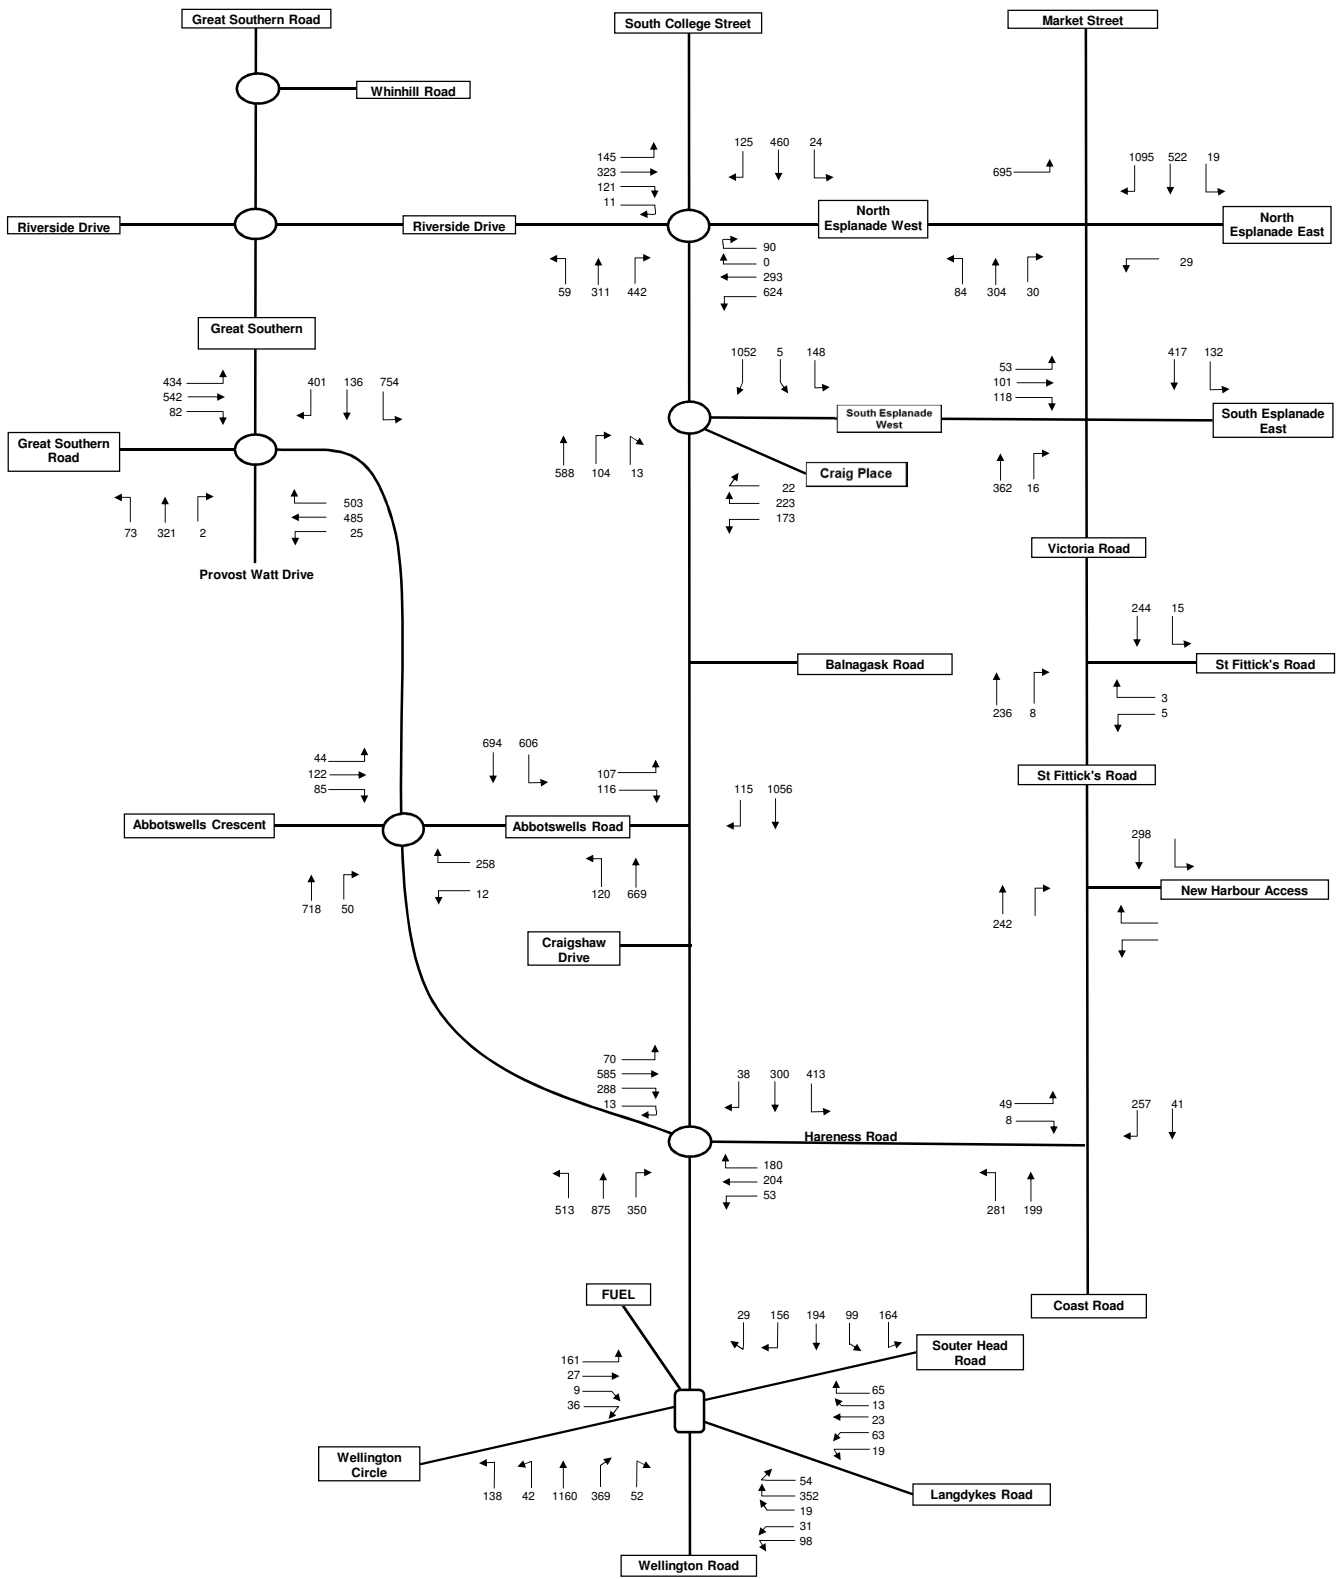 Great Southern Road
South College Street
Market Street
Whinhill Road
145
323
121
11
125 460 24
695
1095 522 19
Riverside Drive
Riverside Drive
North
Esplanade West
North
Esplanade East
59 311 442
90
0
293
624
84 304 30
29
Great Southern
434
542
82
401 136 754
1052 5 148
53
101
118
417 132
Great Southern
Road
South Esplanade
West
South Esplanade
East
588 104 13
Craig Place
362 16
73 321 2
503
485
25
22
223
173
Provost Watt Drive
Victoria Road
244 15
Balnagask Road
St Fittick's Road
236 8
3
5
44
122
85
694 606
107
116
115 1056
St Fittick's Road
Abbotswells Crescent
Abbotswells Road
298
718 50
258
12
120 669
New Harbour Access
242
Craigshaw
Drive
70
585
288
13
38 300 413
49
8
257 41
Hareness Road
513 875 350
180
204
53
281 199
FUEL
Coast Road
29 156 194 99 164
Souter Head
Road
161
27
9
36
65
13
23
63
19
Wellington
Circle
138 42 1160 369 52
54
352
19
31
98
Langdykes Road
Wellington Road